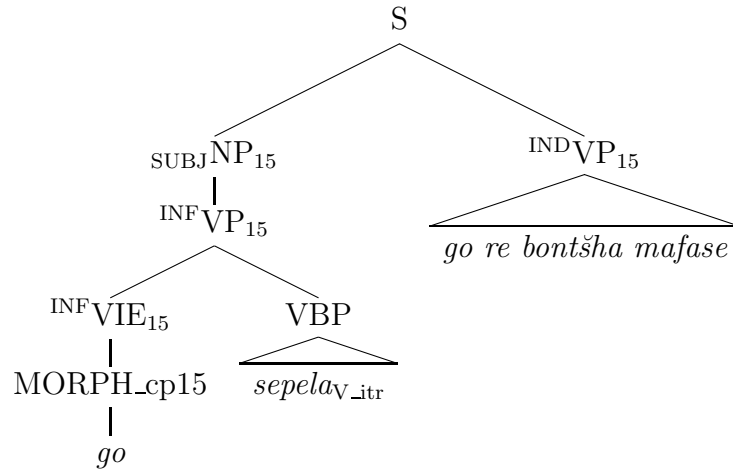 S
SUBJNP15 INDVP15
INFVP15
go re bontšha mafase
INFVIE15 VBP
MORPH_cp15 sepelaV_itr
go